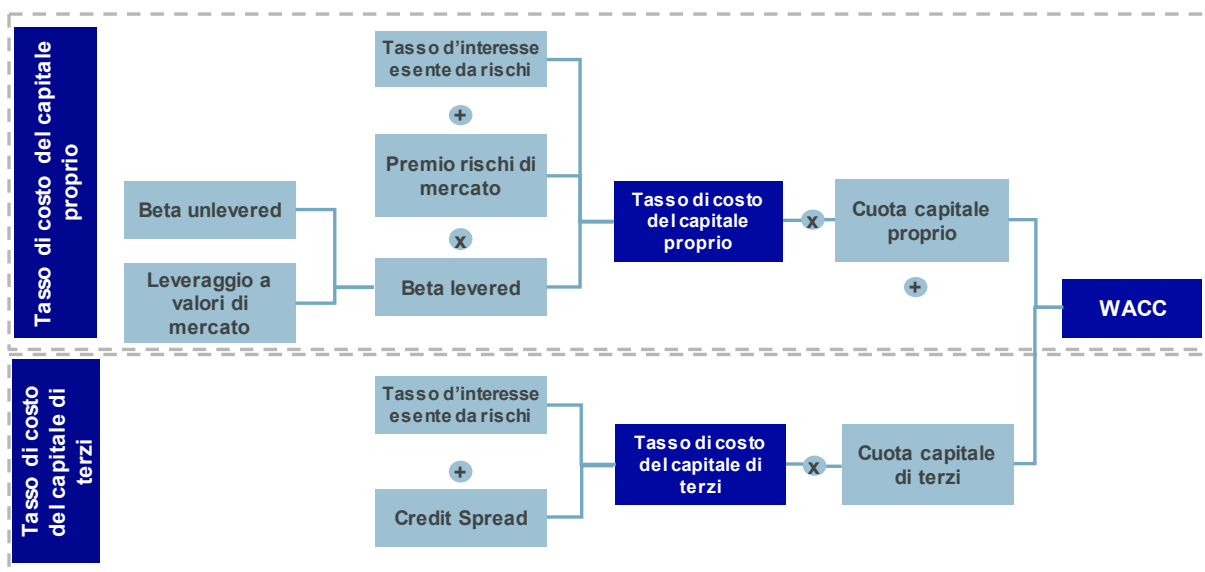 Tasso di costo del capitale
proprio
Tasso d'interesse
esente da rischi
+
Premio rischi di
mercato
x
Beta unlevered
Leveraggio a
valori di
mercato
Beta levered
Tasso di costo
del capitale
proprio
x
Cuota capitale
proprio
+
WACC
Tasso di costo
del capitale di
terzi
Tasso d'interesse
esente da rischi
+
Credit Spread
Tasso di costo
del capitale di
terzi
x
Cuota capitale
di terzi